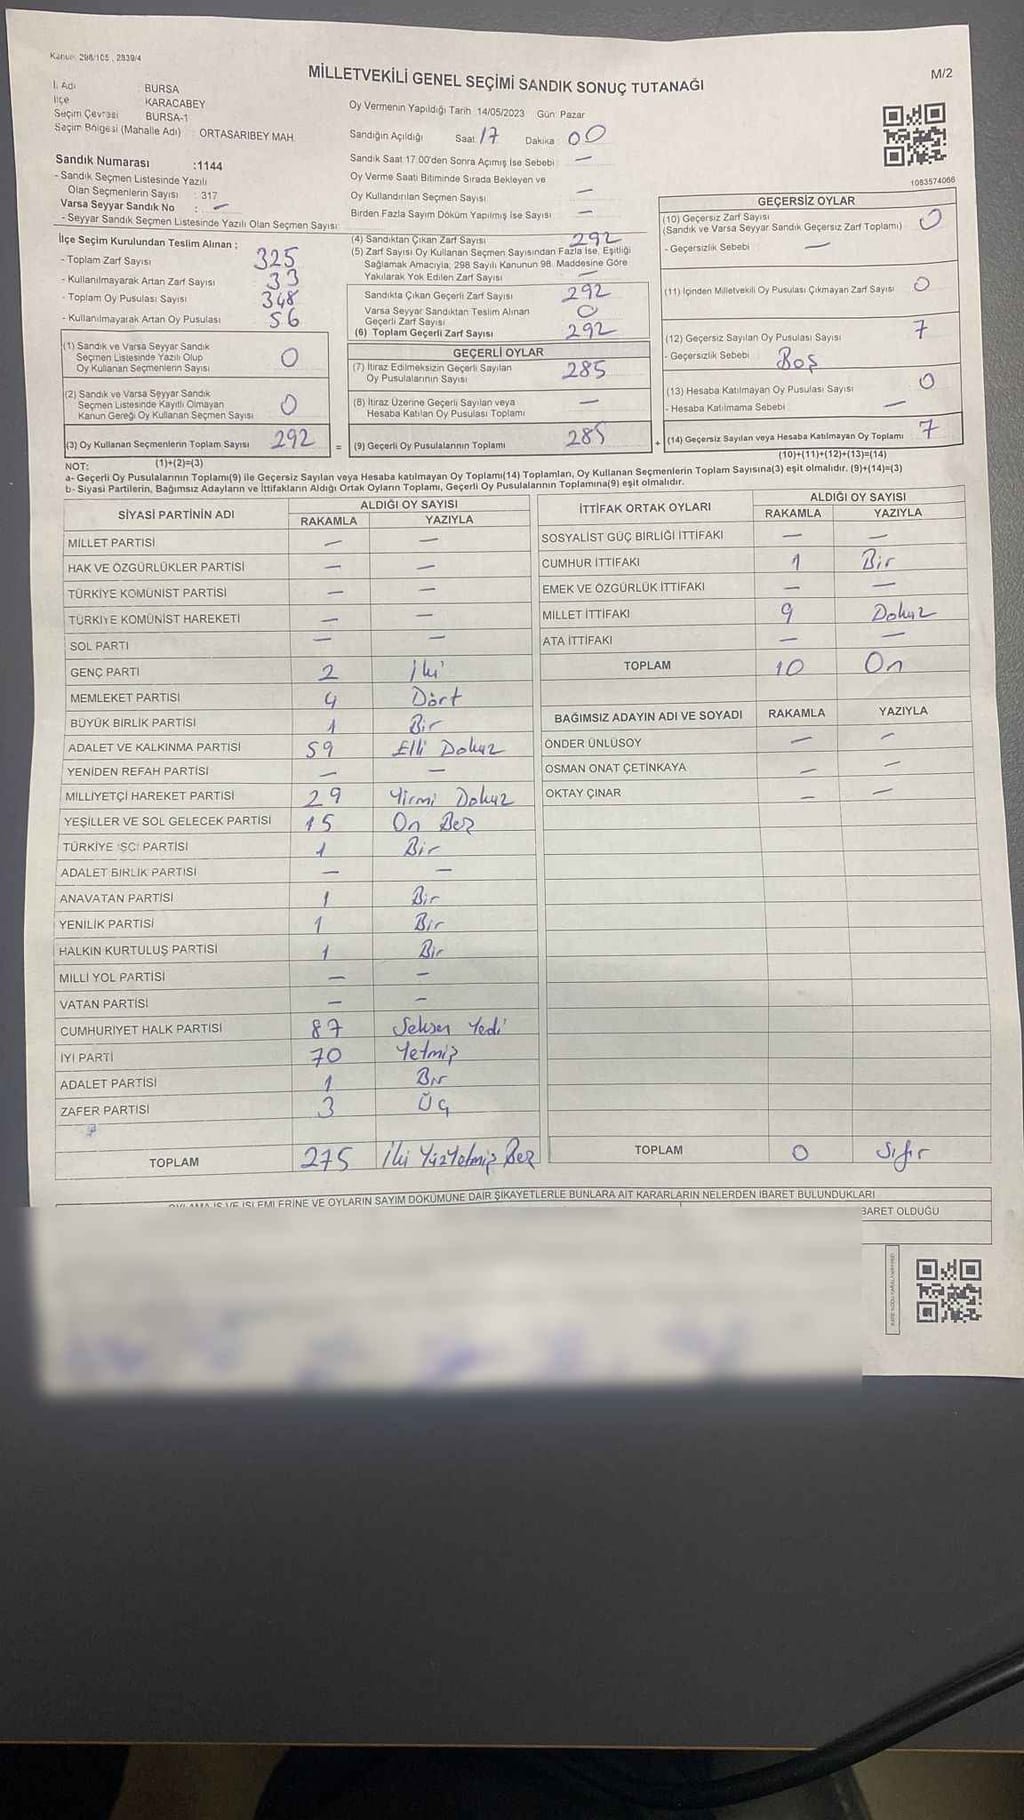 Kanun: 298/105 , 2839/4
MİLLETVEKİLİ GENEL SEÇİMİ SANDIK SONUÇ TUTANAĞI
M/2
İl Adı BURSA
İlçe KARACABEY
Seçim Çevresi BURSA-1
Seçim Bölgesi (Mahalle Adı) ORTASARIBEY MAH.
Sandık Numarası :1144
- Sandık Seçmen Listesinde Yazılı
Olan Seçmenlerin Sayısı : 317
Varsa Seyyar Sandık No : —
- Seyyar Sandık Seçmen Listesinde Yazılı Olan Seçmen Sayısı:
Oy Vermenin Yapıldığı Tarih 14/05/2023 Gün: Pazar
Sandığın Açıldığı Saat 17 Dakika 00
Sandık Saat 17:00'den Sonra Açımış İse Sebebi —
Oy Verme Saati Bitiminde Sırada Bekleyen ve
Oy Kullandırılan Seçmen Sayısı —
Birden Fazla Sayım Döküm Yapılmış İse Sayısı —
1083574066
İlçe Seçim Kurulundan Teslim Alınan ;
- Toplam Zarf Sayısı 325
- Kullanılmayarak Artan Zarf Sayısı 33
- Toplam Oy Pusulası Sayısı 348
- Kullanılmayarak Artan Oy Pusulası 56
(1) Sandık ve Varsa Seyyar Sandık
Seçmen Listesinde Yazılı Olup
Oy Kullanan Seçmenlerin Sayısı 0
(2) Sandık ve Varsa Seyyar Sandık
Seçmen Listesinde Kayıtlı Olmayan
Kanun Gereği Oy Kullanan Seçmen Sayısı 0
(3) Oy Kullanan Seçmenlerin Toplam Sayısı 292 =
(1)+(2)=(3)
(4) Sandıktan Çıkan Zarf Sayısı 292
(5) Zarf Sayısı Oy Kullanan Seçmen Sayısından Fazla İse, Eşitliği
Sağlamak Amacıyla, 298 Sayılı Kanunun 98. Maddesine Göre
Yakılarak Yok Edilen Zarf Sayısı —
Sandıkta Çıkan Geçerli Zarf Sayısı 292
Varsa Seyyar Sandıktan Teslim Alınan
Geçerli Zarf Sayısı 0
(6) Toplam Geçerli Zarf Sayısı 292
GEÇERLİ OYLAR
(7) İtiraz Edilmeksizin Geçerli Sayılan
Oy Pusulalarının Sayısı 285
(8) İtiraz Üzerine Geçerli Sayılan veya
Hesaba Katılan Oy Pusulası Toplamı —
(9) Geçerli Oy Pusulalarının Toplamı 285 +
GEÇERSİZ OYLAR
(10) Geçersiz Zarf Sayısı
(Sandık ve Varsa Seyyar Sandık Geçersiz Zarf Toplamı) 0
- Geçersizlik Sebebi —
(11) İçinden Milletvekili Oy Pusulası Çıkmayan Zarf Sayısı 0
(12) Geçersiz Sayılan Oy Pusulası Sayısı 7
- Geçersizlik Sebebi Boş
(13) Hesaba Katılmayan Oy Pusulası Sayısı 0
- Hesaba Katılmama Sebebi —
(14) Geçersiz Sayılan veya Hesaba Katılmayan Oy Toplamı 7
(10)+(11)+(12)+(13)=(14)
NOT:
a- Geçerli Oy Pusulalarının Toplamı(9) ile Geçersiz Sayılan veya Hesaba katılmayan Oy Toplamı(14) Toplamları, Oy Kullanan Seçmenlerin Toplam Sayısına(3) eşit olmalıdır. (9)+(14)=(3)
b- Siyasi Partilerin, Bağımsız Adayların ve İttifakların Aldığı Ortak Oyların Toplamı, Geçerli Oy Pusulalarının Toplamına(9) eşit olmalıdır.
SİYASİ PARTİNİN ADI ALDIĞI OY SAYISI
RAKAMLA YAZIYLA
MİLLET PARTİSİ — —
HAK VE ÖZGÜRLÜKLER PARTİSİ — —
TÜRKİYE KOMÜNİST PARTİSİ — —
TÜRKİYE KOMÜNİST HAREKETİ — —
SOL PARTİ — —
GENÇ PARTİ 2 İki
MEMLEKET PARTİSİ 4 Dört
BÜYÜK BİRLİK PARTİSİ 1 Bir
ADALET VE KALKINMA PARTİSİ 59 Elli Dokuz
YENİDEN REFAH PARTİSİ — —
MİLLİYETÇİ HAREKET PARTİSİ 29 Yirmi Dokuz
YEŞİLLER VE SOL GELECEK PARTİSİ 15 On Beş
TÜRKİYE İŞÇİ PARTİSİ 1 Bir
ADALET BİRLİK PARTİSİ — —
ANAVATAN PARTİSİ 1 Bir
YENİLİK PARTİSİ 1 Bir
HALKIN KURTULUŞ PARTİSİ 1 Bir
MİLLİ YOL PARTİSİ — —
VATAN PARTİSİ — —
CUMHURİYET HALK PARTİSİ 87 Seksen Yedi
İYİ PARTİ 70 Yetmiş
ADALET PARTİSİ 1 Bir
ZAFER PARTİSİ 3 Üç
TOPLAM 275 İki Yüz Yetmiş Beş
İTTİFAK ORTAK OYLARI ALDIĞI OY SAYISI
RAKAMLA YAZIYLA
SOSYALİST GÜÇ BİRLİĞİ İTTİFAKI — —
CUMHUR İTTİFAKI 1 Bir
EMEK VE ÖZGÜRLÜK İTTİFAKI — —
MİLLET İTTİFAKI 9 Dokuz
ATA İTTİFAKI — —
TOPLAM 10 On
BAĞIMSIZ ADAYIN ADI VE SOYADI RAKAMLA YAZIYLA
ÖNDER ÜNLÜSOY — —
OSMAN ONAT ÇETİNKAYA — —
OKTAY ÇINAR — —
TOPLAM 0 Sıfır
İŞ VE İŞLEMLERİNE VE OYLARIN SAYIM DÖKÜMÜNE DAİR ŞİKAYETLERLE BUNLARA AİT KARARLARIN NELERDEN İBARET BULUNDUKLARI
İBARET OLDUĞU